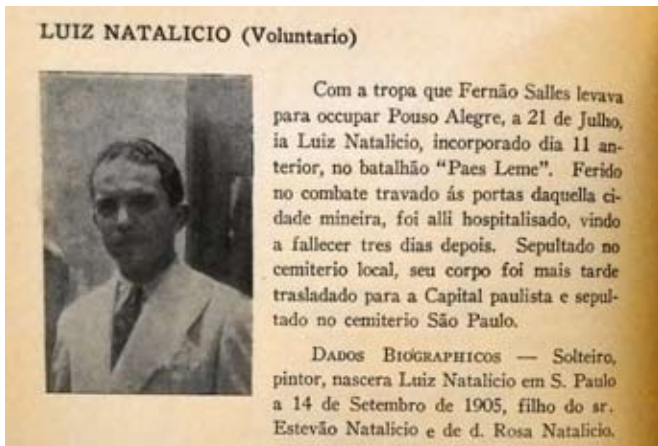 LUIZ NATALICIO (Voluntario)
Com a tropa que Fernão Salles levava
para occupar Pouso Alegre, a 21 de Julho,
ia Luiz Natalicio, incorporado dia 11 an-
terior, no batalhão “Paes Leme”. Ferido
no combate travado ás portas daquella ci-
dade mineira, foi alli hospitalisado, vindo
a fallecer tres dias depois. Sepultado no
cemiterio local, seu corpo foi mais tarde
trasladado para a Capital paulista e sepul-
tado no cemiterio São Paulo.
DADOS BIOGRAPHICOS — Solteiro,
pintor, nascera Luiz Natalicio em S. Paulo
a 14 de Setembro de 1905, filho do sr.
Estevão Natalicio e de d. Rosa Natalicio.